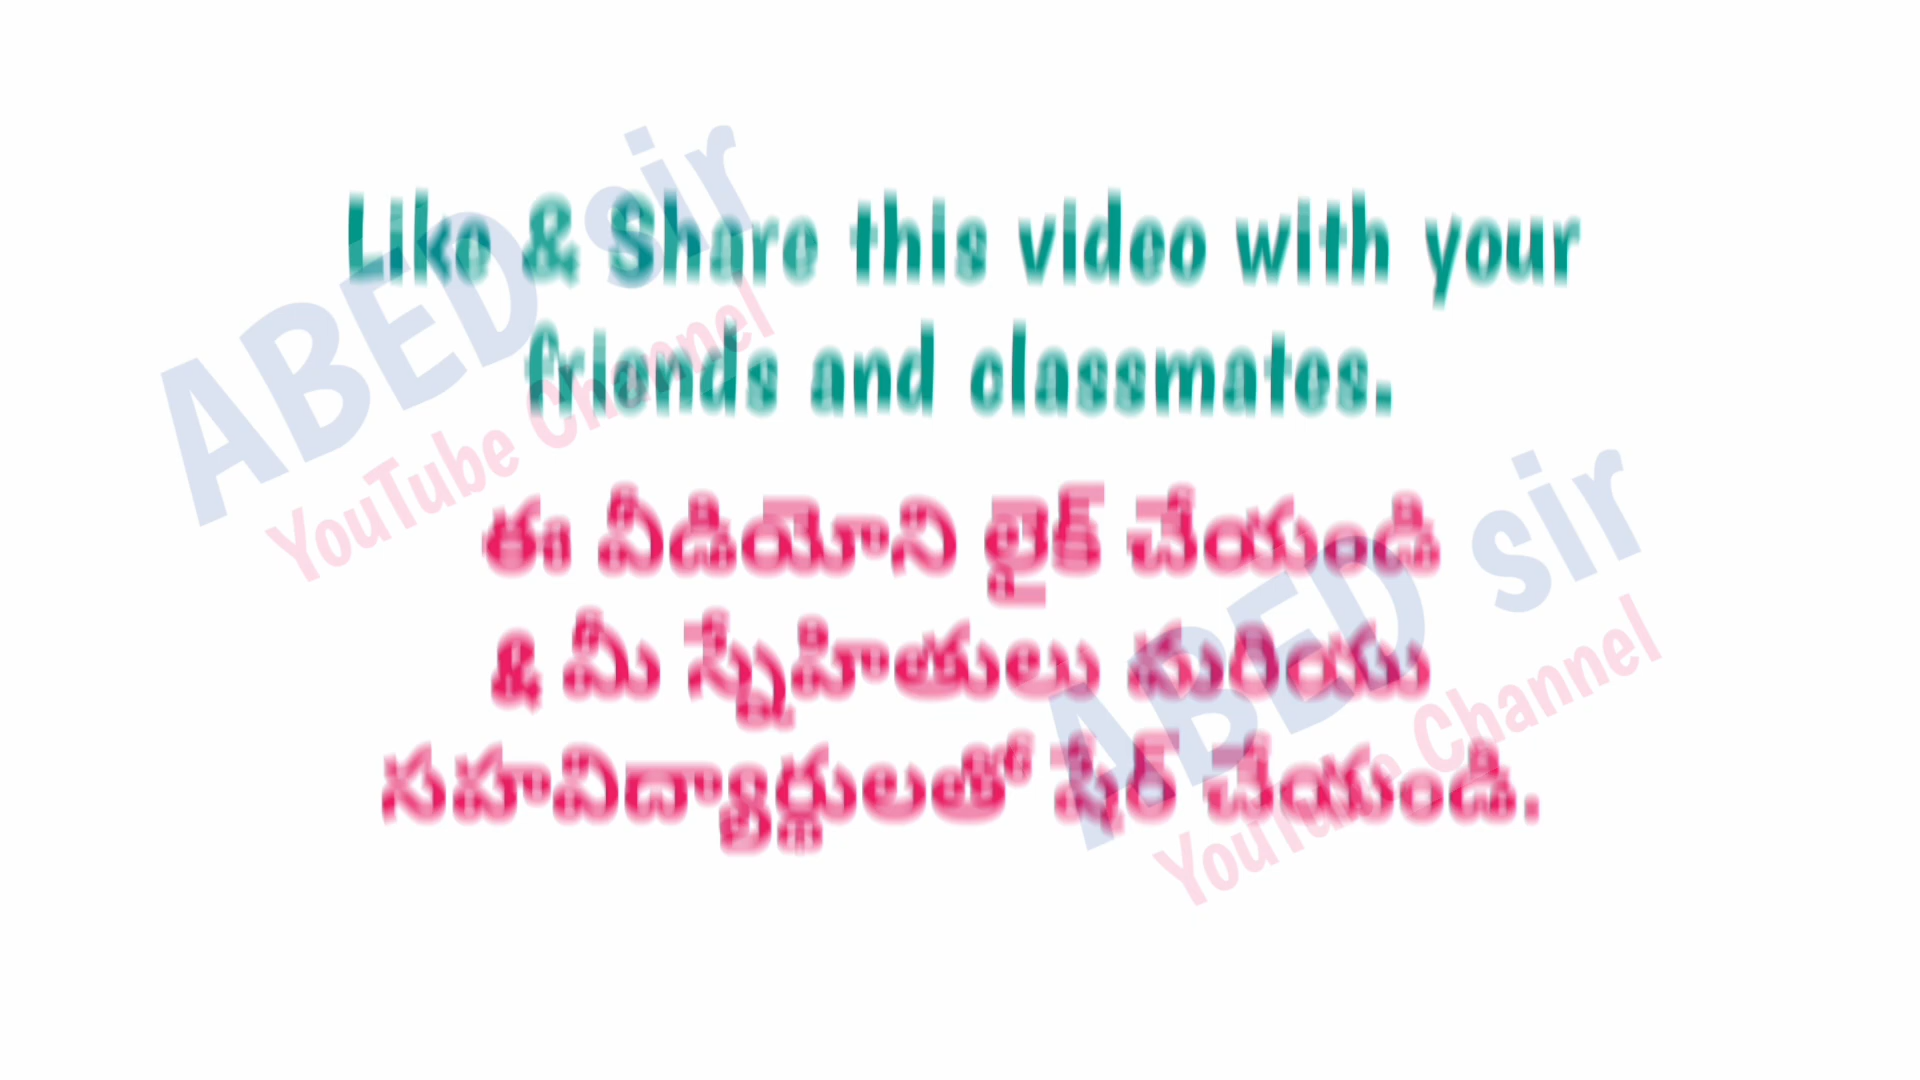 Like & Share this video with your
friends and classmates.
ఈ వీడియోని లైక్ చేయండి
& మీ స్నేహితులు మరియు
సహవిద్యార్థులతో షేర్ చేయండి.
ABED sir
YouTube Channel
ABED sir
YouTube Channel